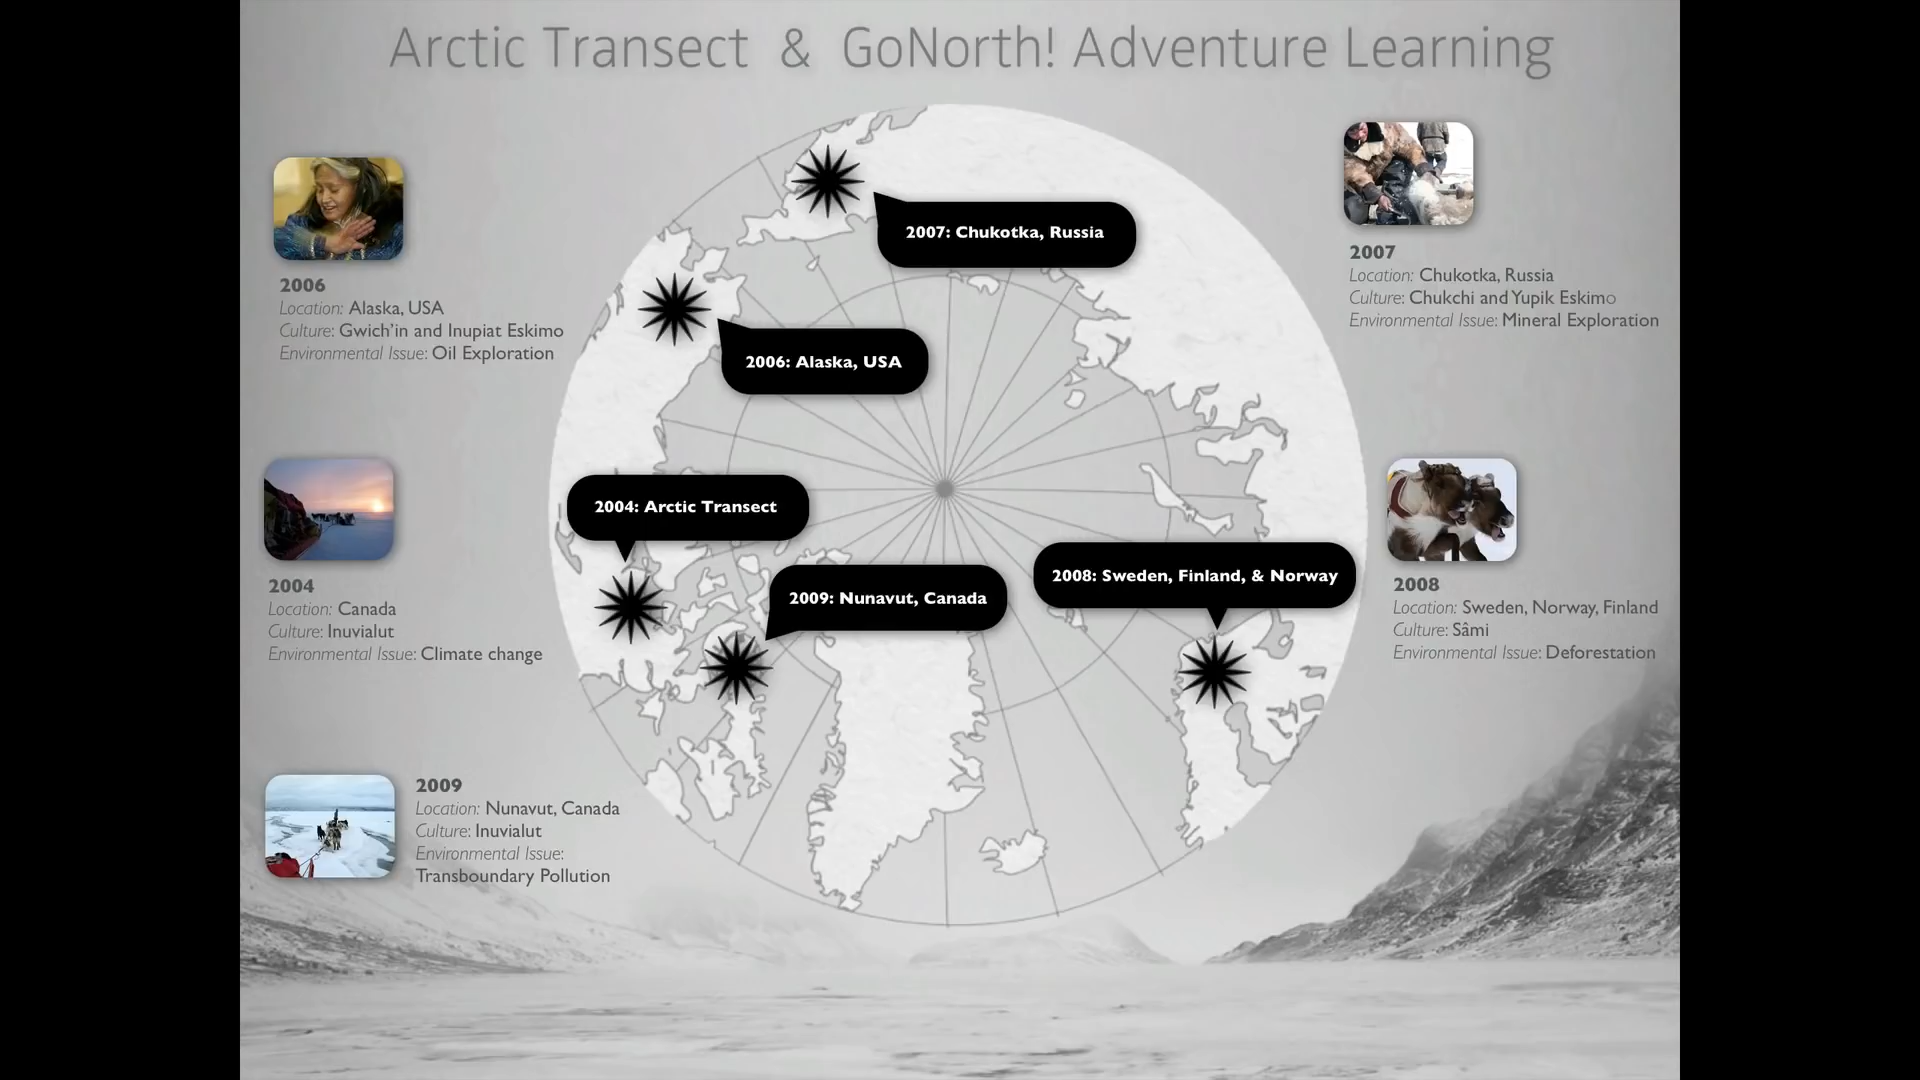 Arctic Transect & GoNorth! Adventure Learning
2006
Location: Alaska, USA
Culture: Gwich'in and Inupiat Eskimo
Environmental Issue: Oil Exploration
2004
Location: Canada
Culture: Inuvialut
Environmental Issue: Climate change
2009
Location: Nunavut, Canada
Culture: Inuvialut
Environmental Issue:
Transboundary Pollution
2007: Chukotka, Russia
2006: Alaska, USA
2004: Arctic Transect
2009: Nunavut, Canada
2008: Sweden, Finland, & Norway
2007
Location: Chukotka, Russia
Culture: Chukchi and Yupik Eskimo
Environmental Issue: Mineral Exploration
2008
Location: Sweden, Norway, Finland
Culture: Sâmi
Environmental Issue: Deforestation